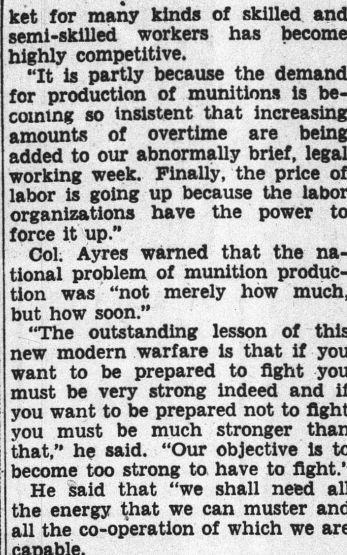 ket for many kinds of skilled and
semi-skilled workers has become
highly competitive.
"It is partly because the demand
for production of munitions is be-
coming so insistent that increasing
amounts of overtime are being
added to our abnormally brief, legal
working week. Finally, the price of
labor is going up because the labor
organizations have the power to
force it up."
Col. Ayres warned that the na-
tional problem of munition produc-
tion was "not merely how much,
but how soon."
"The outstanding lesson of this
new modern warfare is that if you
want to be prepared to fight you
must be very strong indeed and if
you want to be prepared not to fight
you must be much stronger than
that," he said. "Our objective is to
become too strong to have to fight."
He said that "we shall need all
the energy that we can muster and
all the co-operation of which we are
capable.